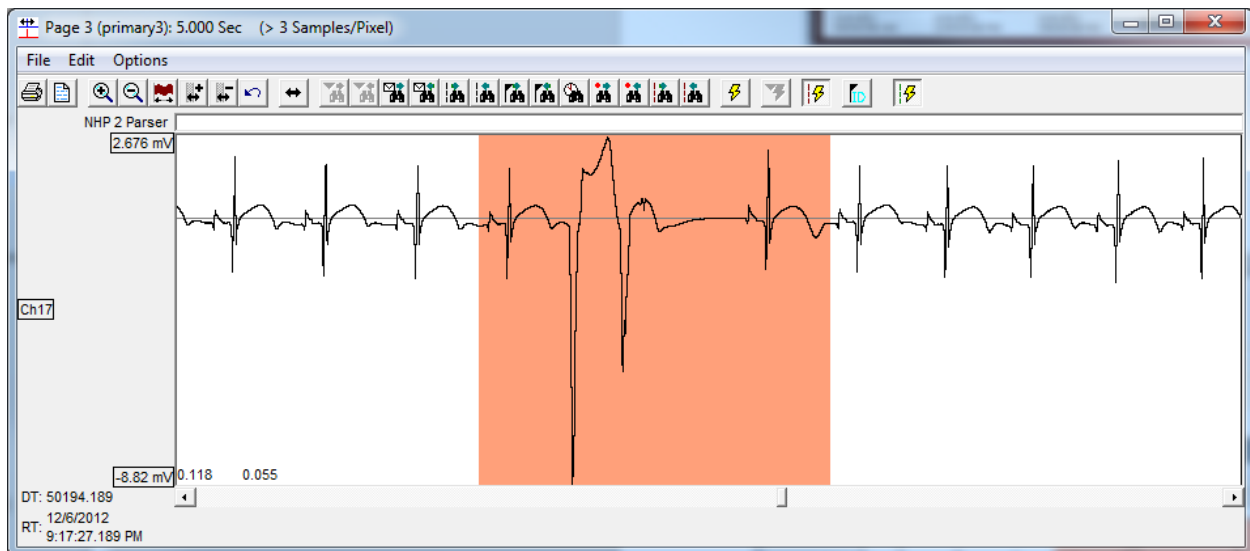 Page 3 (primary3): 5.000 Sec (> 3 Samples/Pixel)
File Edit Options
ID
NHP 2 Parser
2.676 mV
Ch17
-8.82 mV
0.118 0.055
DT: 50194.189
RT: 12/6/2012
9:17:27.189 PM